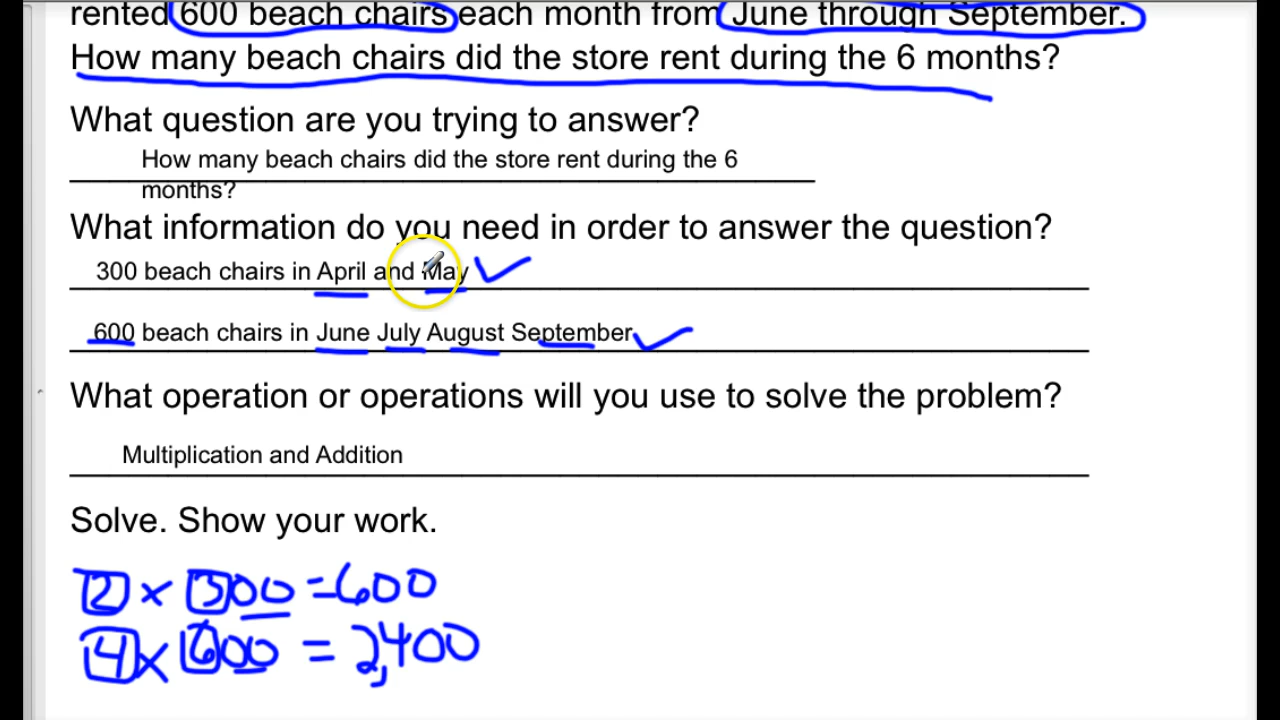 rented 600 beach chairs each month from June through September.
How many beach chairs did the store rent during the 6 months?
What question are you trying to answer?
How many beach chairs did the store rent during the 6
months?
What information do you need in order to answer the question?
300 beach chairs in April and May
600 beach chairs in June July August September
What operation or operations will you use to solve the problem?
Multiplication and Addition
Solve. Show your work.
2 × 300 = 600
4 × 600 = 2,400